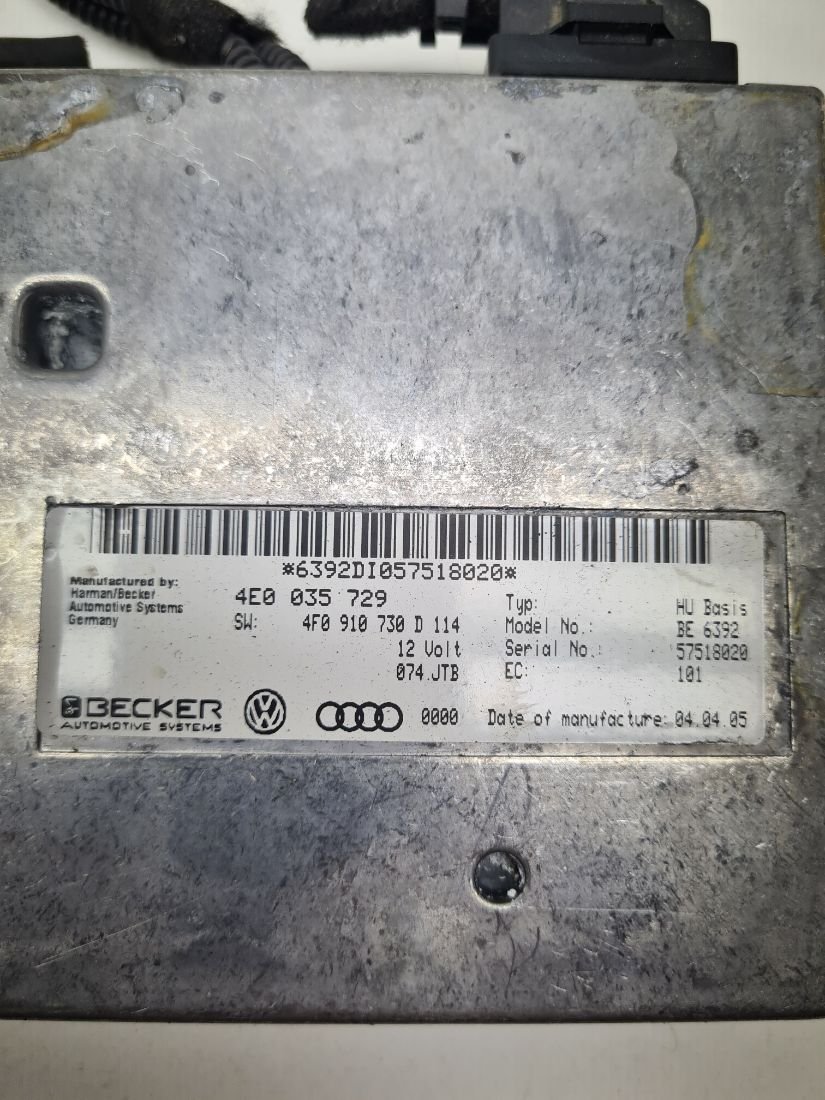 *6392DI057518020*
Manufactured by:
Harman/Becker
Automotive Systems
Germany
4E0 035 729
SW: 4F0 910 730 D 114
12 Volt
074.JTB
Typ: HU Basis
Model No.: BE 6392
Serial No.: 57518020
EC: 101
BECKER
AUTOMOTIVE SYSTEMS
0000 Date of manufacture: 04.04.05